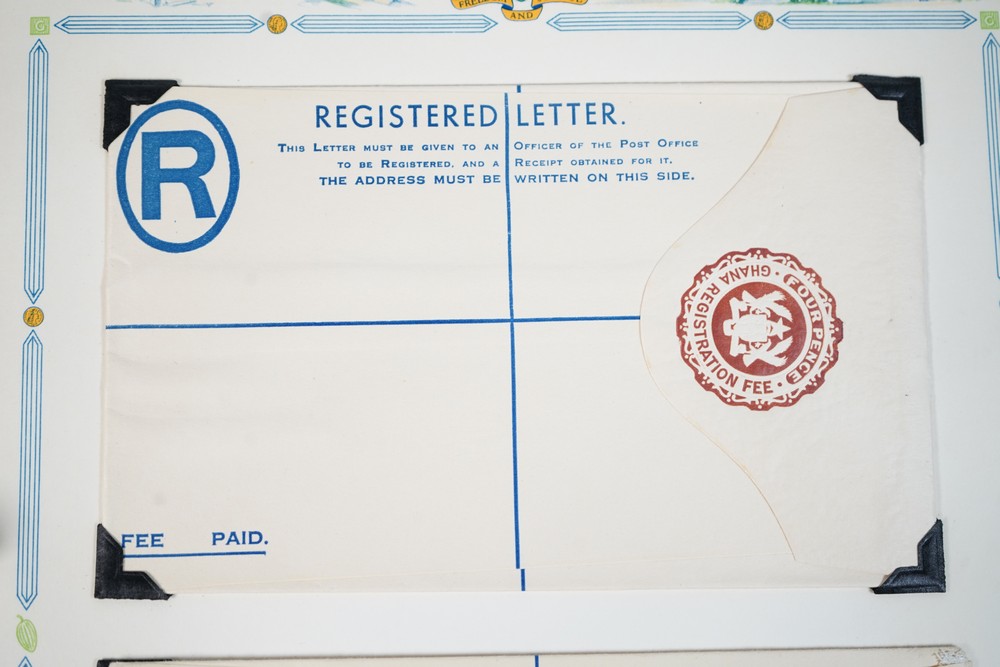 AND
G
G
R
REGISTERED LETTER.
THIS LETTER MUST BE GIVEN TO AN OFFICER OF THE POST OFFICE
TO BE REGISTERED, AND A RECEIPT OBTAINED FOR IT.
THE ADDRESS MUST BE WRITTEN ON THIS SIDE.
GHANA REGISTRATION FEE · FOUR PENCE ·
FEE PAID.